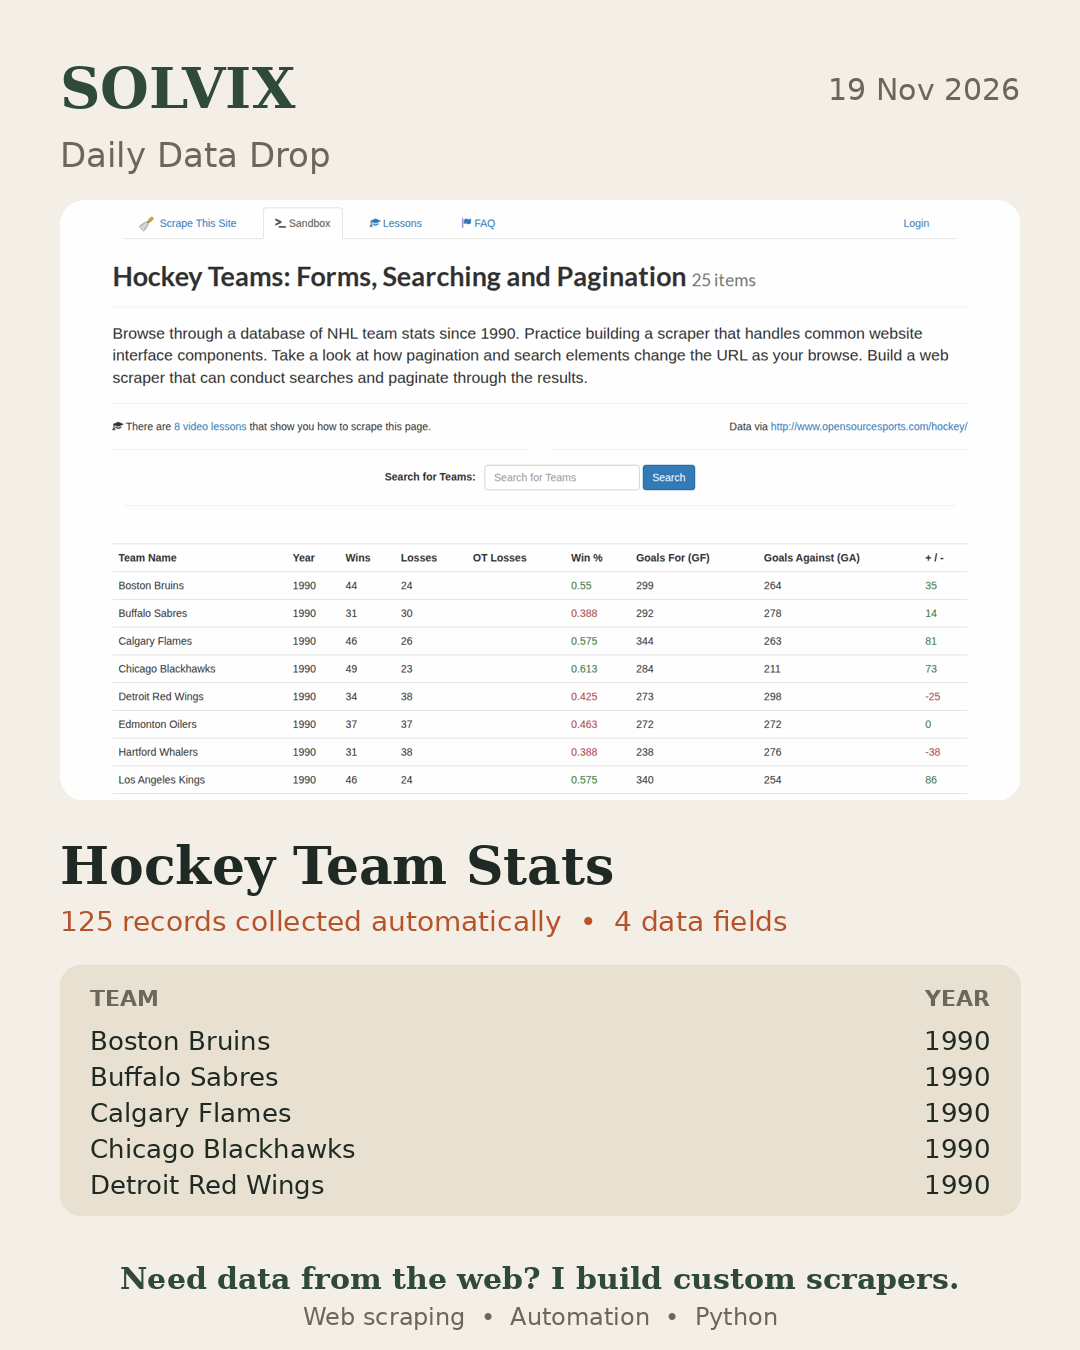 SOLVIX
19 Nov 2026
Daily Data Drop
Scrape This Site Sandbox Lessons FAQ Login
Hockey Teams: Forms, Searching and Pagination 25 items
Browse through a database of NHL team stats since 1990. Practice building a scraper that handles common website
interface components. Take a look at how pagination and search elements change the URL as your browse. Build a web
scraper that can conduct searches and paginate through the results.
There are 8 video lessons that show you how to scrape this page.
Data via http://www.opensourcesports.com/hockey/
Search for Teams: Search for Teams Search
Team Name Year Wins Losses OT Losses Win % Goals For (GF) Goals Against (GA) + / -
Boston Bruins 1990 44 24 0.55 299 264 35
Buffalo Sabres 1990 31 30 0.388 292 278 14
Calgary Flames 1990 46 26 0.575 344 263 81
Chicago Blackhawks 1990 49 23 0.613 284 211 73
Detroit Red Wings 1990 34 38 0.425 273 298 -25
Edmonton Oilers 1990 37 37 0.463 272 272 0
Hartford Whalers 1990 31 38 0.388 238 276 -38
Los Angeles Kings 1990 46 24 0.575 340 254 86
Hockey Team Stats
125 records collected automatically • 4 data fields
TEAM YEAR
Boston Bruins 1990
Buffalo Sabres 1990
Calgary Flames 1990
Chicago Blackhawks 1990
Detroit Red Wings 1990
Need data from the web? I build custom scrapers.
Web scraping • Automation • Python